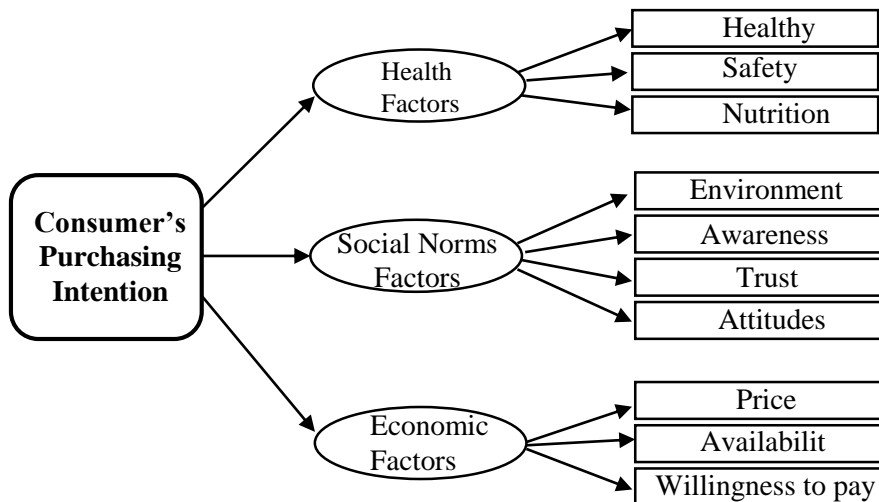 Consumer’s
Purchasing
Intention
Health
Factors
Healthy
Safety
Nutrition
Social Norms
Factors
Environment
Awareness
Trust
Attitudes
Economic
Factors
Price
Availabilit
Willingness to pay